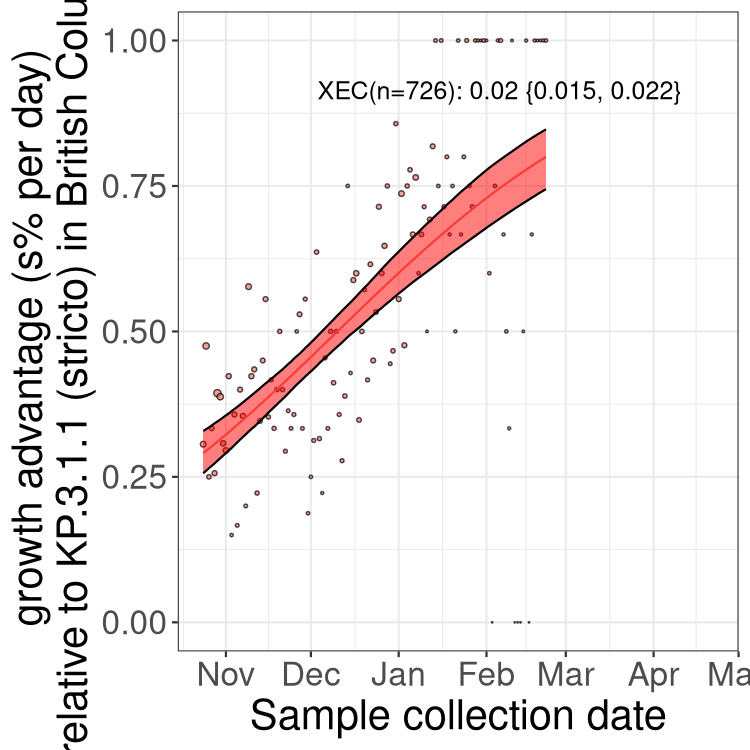 growth advantage (s% per day)
relative to KP.3.1.1 (stricto) in British Colu
1.00
0.75
0.50
0.25
0.00
XEC(n=726): 0.02 {0.015, 0.022}
Nov Dec Jan Feb Mar Apr Ma
Sample collection date